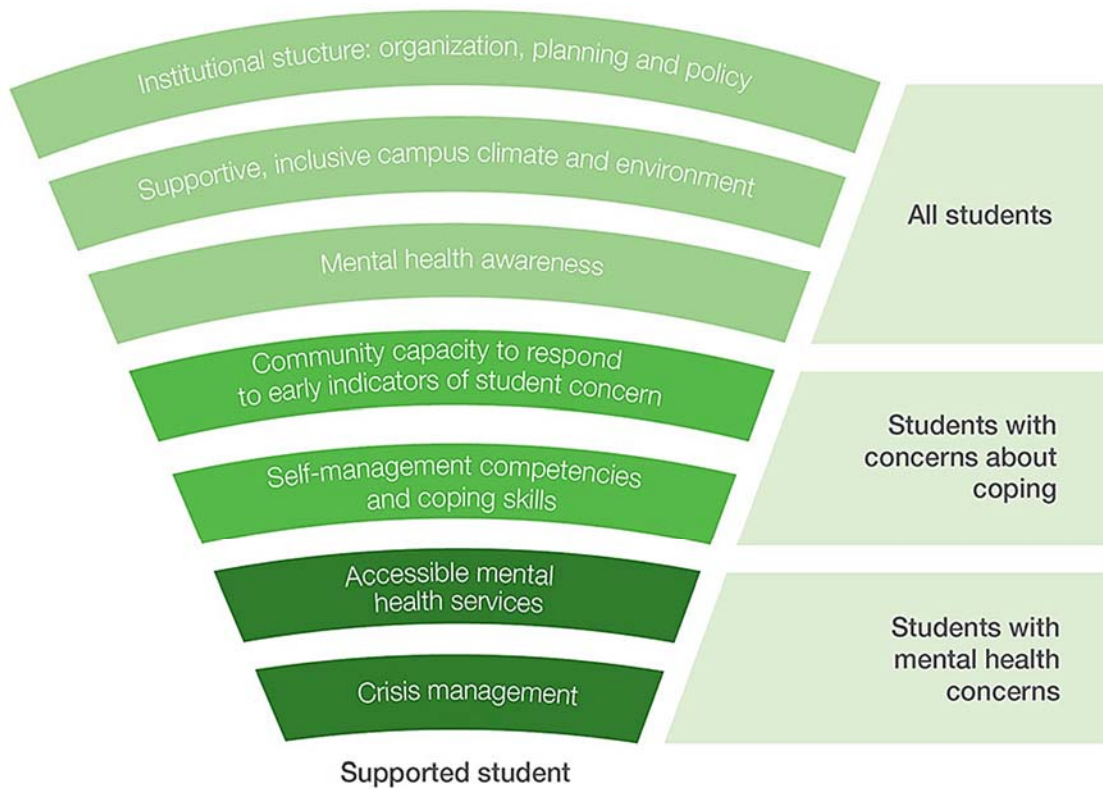 Institutional stucture: organization, planning and policy
Supportive, inclusive campus climate and environment
Mental health awareness
Community capacity to respond
to early indicators of student concern
Self-management competencies
and coping skills
Accessible mental
health services
Crisis management
Supported student
All students
Students with
concerns about
coping
Students with
mental health
concerns